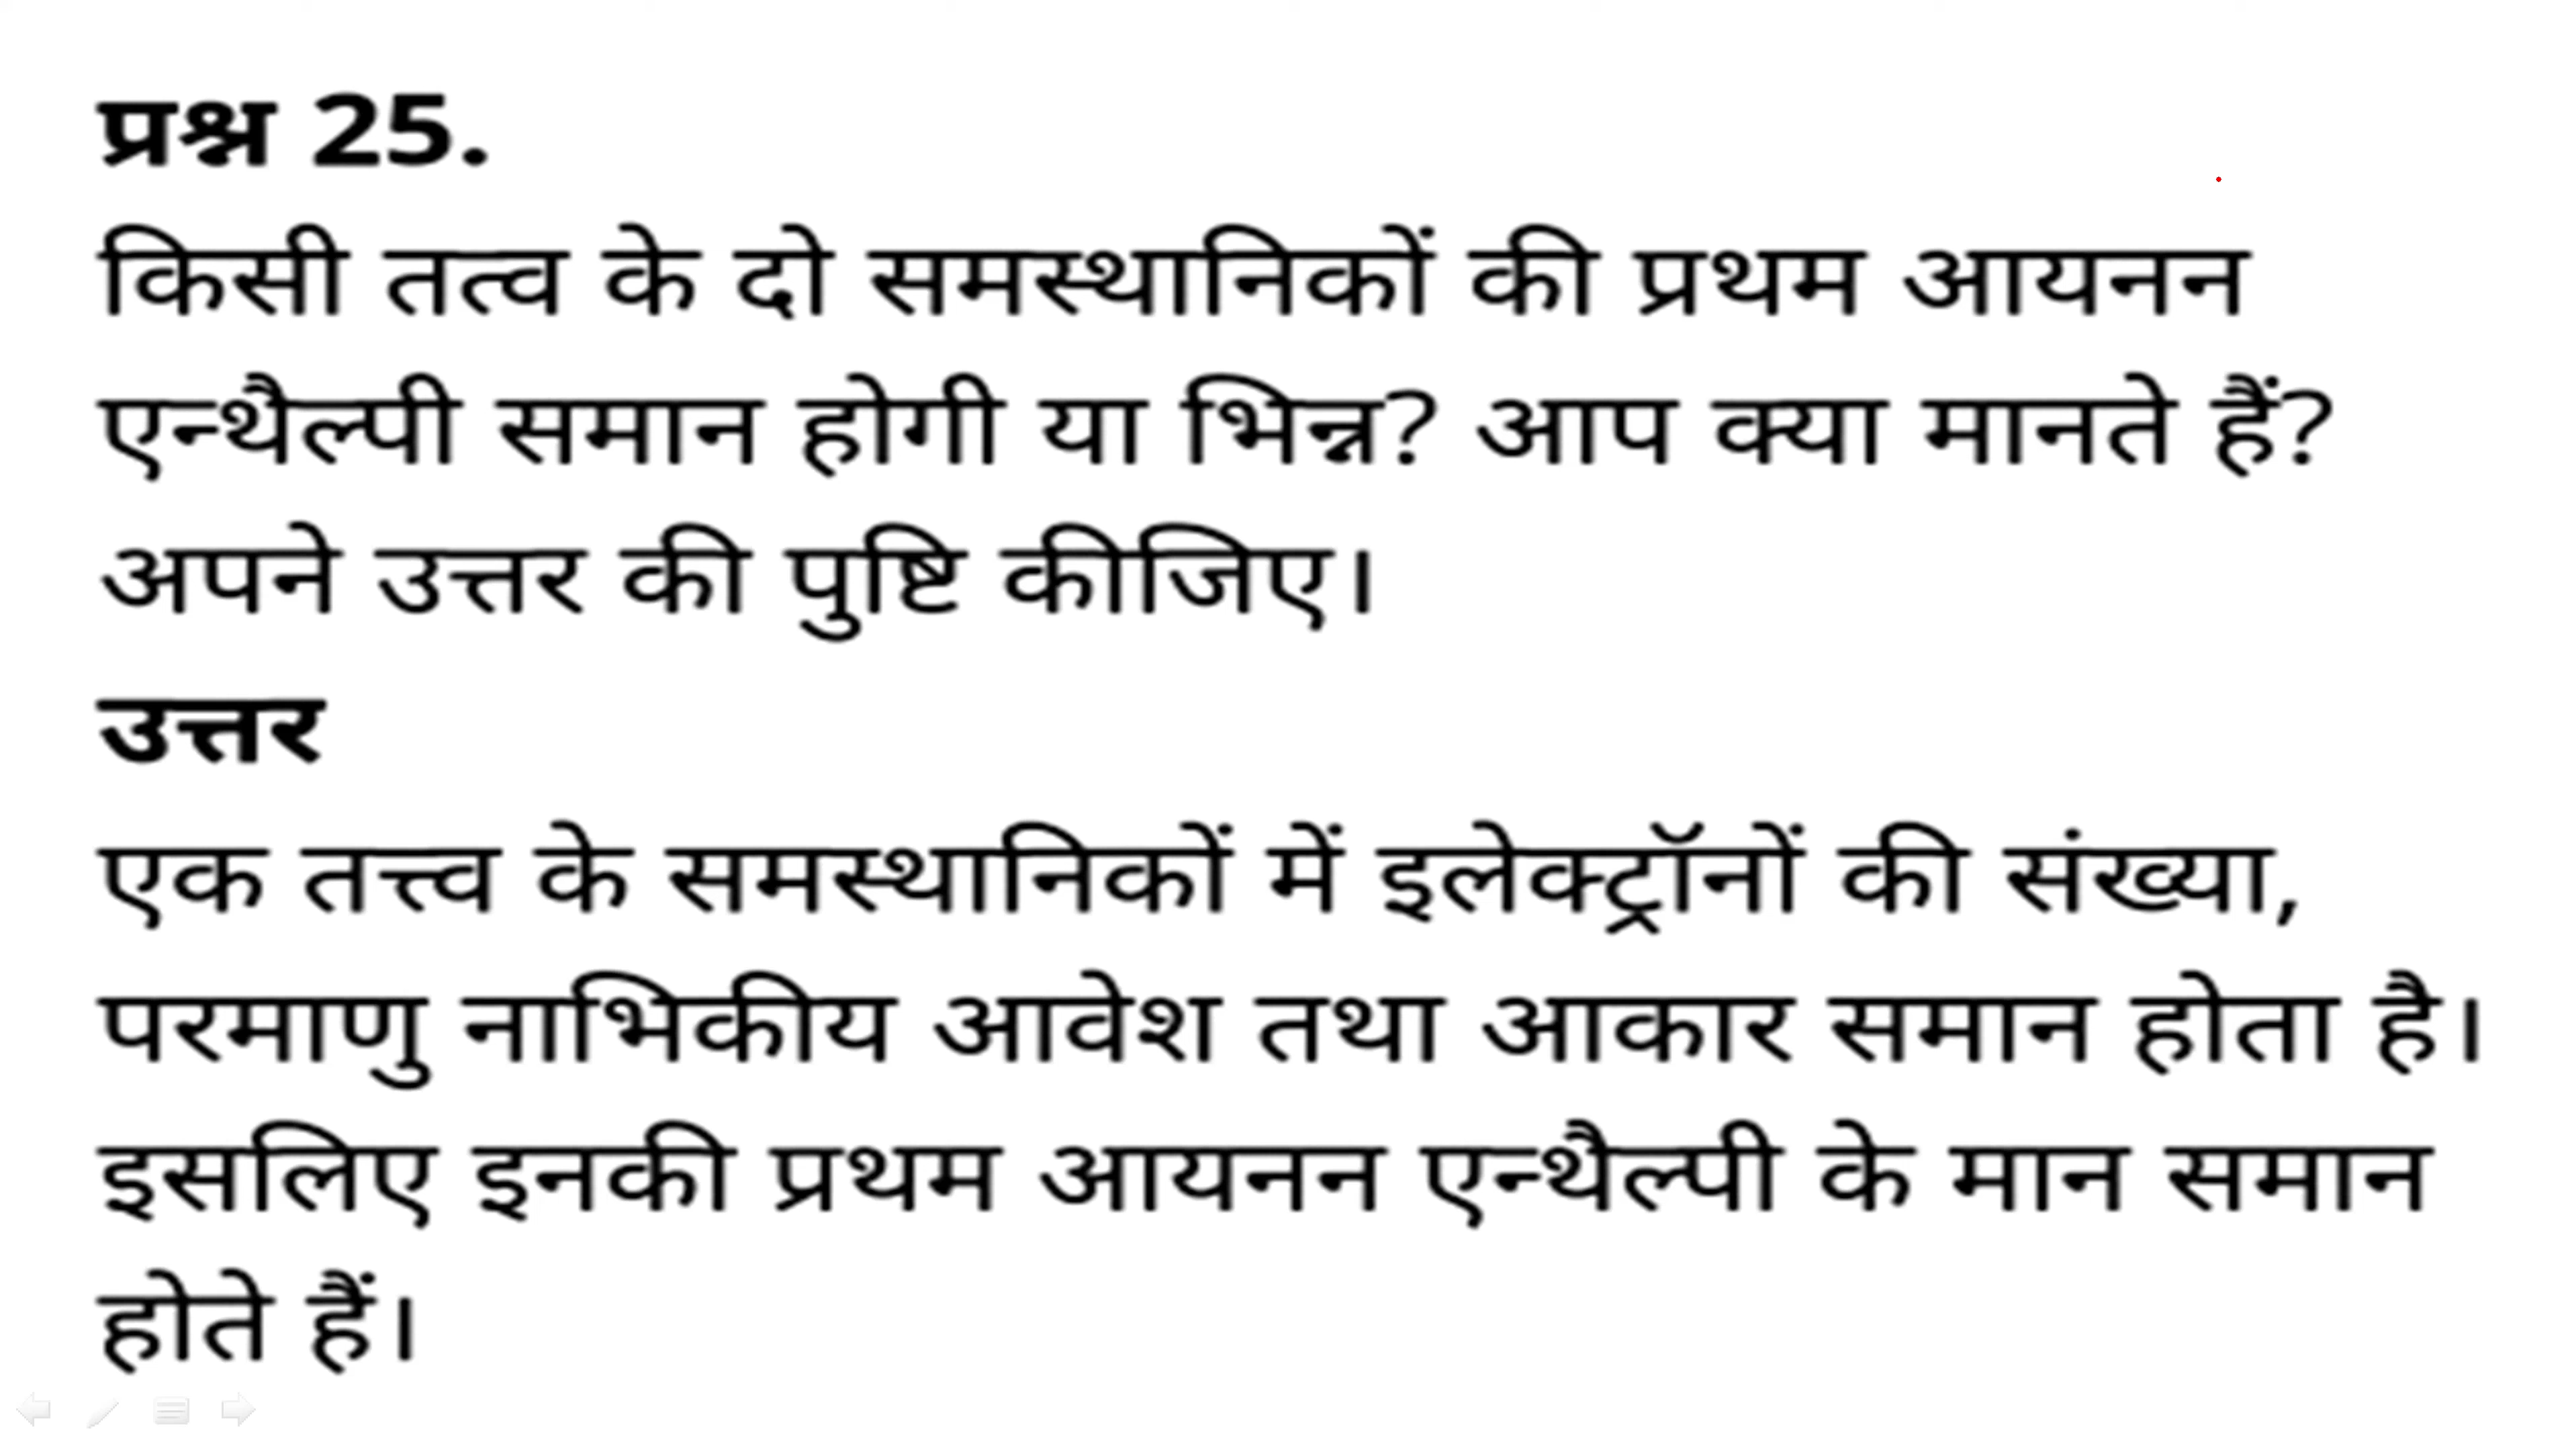 प्रश्न 25.
किसी तत्व के दो समस्थानिकों की प्रथम आयनन
एन्थैल्पी समान होगी या भिन्न? आप क्या मानते हैं?
अपने उत्तर की पुष्टि कीजिए।
उत्तर
एक तत्त्व के समस्थानिकों में इलेक्ट्रॉनों की संख्या,
परमाणु नाभिकीय आवेश तथा आकार समान होता है।
इसलिए इनकी प्रथम आयनन एन्थैल्पी के मान समान
होते हैं।